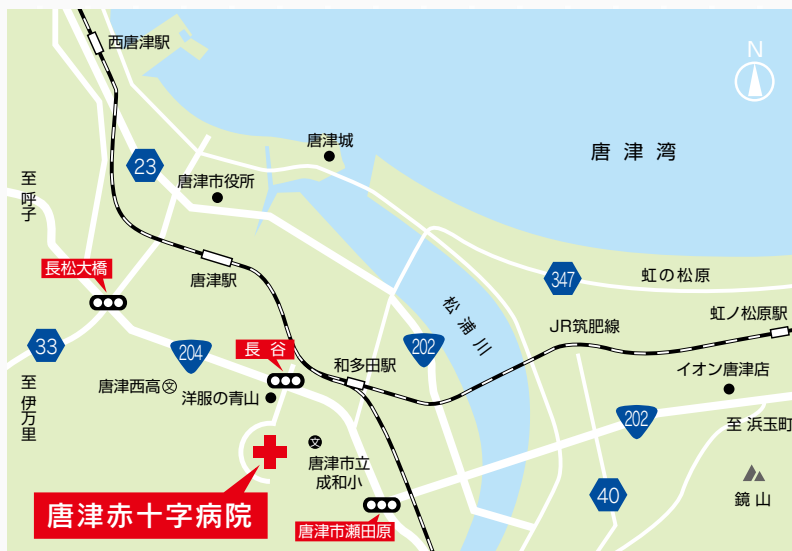 西唐津駅
N
唐津城
唐津湾
23
至 呼子
唐津市役所
長松大橋
唐津駅
347
虹の松原
松浦川
虹ノ松原駅
JR筑肥線
33
204
長 谷
202
和多田駅
イオン唐津店
至 伊万里
唐津西高 文
洋服の青山
202
至 浜玉町
文
唐津市立
成和小
40
鏡山
唐津赤十字病院
唐津市瀬田原